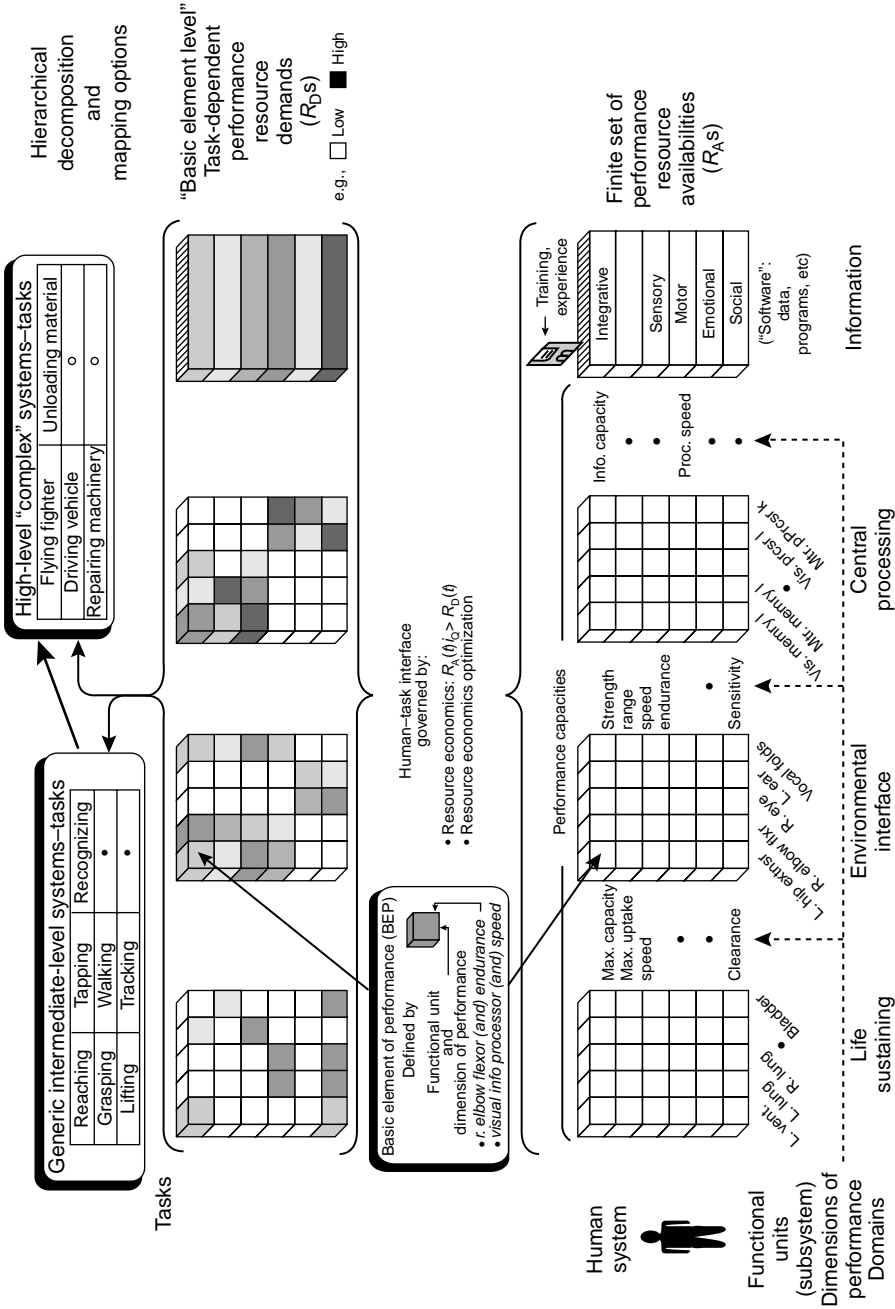 Hierarchical
decomposition
and
mapping options
Generic intermediate-level systems–tasks
Reaching Tapping Recognizing
Grasping Walking •
Lifting Tracking •
High-level “complex” systems–tasks
Flying fighter Unloading material
Driving vehicle ○
Repairing machinery ○
Tasks
“Basic element level”
Task-dependent
performance
resource
demands
(R_Ds)
e.g., Low High
Basic element of performance (BEP)
Defined by
Functional unit
and
dimension of performance
• r. elbow flexor (and) endurance
• visual info processor (and) speed
Human–task interface
governed by:
• Resource economics: R_A(t)i_Q> R_D(t)
• Resource economics optimization
Training,
experience
Performance capacities
Finite set of
performance
resource
availabilities
(R_As)
Human
system
Max. capacity
Max. uptake
speed
•
•
Clearance
Strength
range
speed
endurance
•
Sensitivity
Info. capacity
•
•
Proc. speed
•
•
Integrative
Sensory
Motor
Emotional
Social
Functional
units
(subsystem)
L. vent.
L. lung
R. lung
•
Bladder
L. hip extnsr
R. elbow flxr
R. eye
L. ear
Vocal folds
Vis. memry l
Mtr. memry l
•
Vis. prcsr l
Mtr. pPrcsr k
(“Software”:
data,
programs, etc)
Dimensions of
performance
Domains
Life
sustaining
Environmental
interface
Central
processing
Information